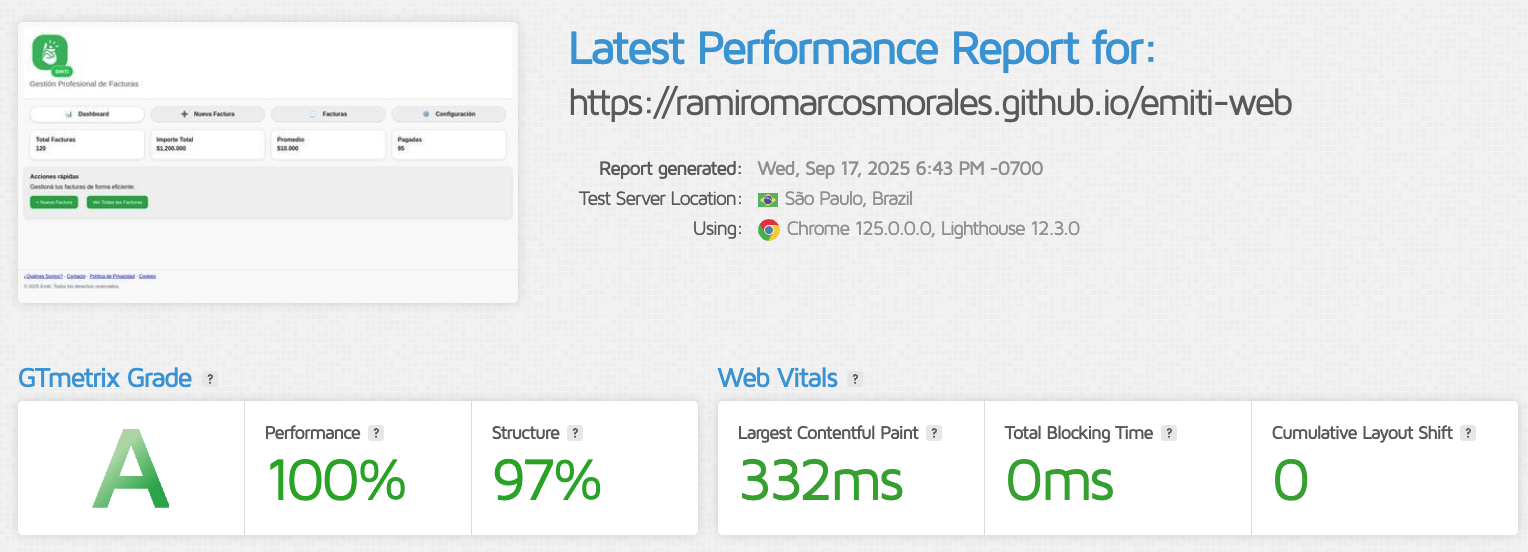 EMITI
Gestión Profesional de Facturas
Dashboard
Nueva Factura
Facturas
Configuración
Total Facturas
120
Importe Total
$1,200.000
Promedio
$10.000
Pagadas
95
Acciones rápidas
Gestioná tus facturas de forma eficiente.
+ Nueva Factura
Ver Todas las Facturas
¿Quiénes Somos? - Contacto - Política de Privacidad - Cookies
© 2025 Emiti. Todos los derechos reservados.
Latest Performance Report for:
https://ramiromarcosmorales.github.io/emiti-web
Report generated: Wed, Sep 17, 2025 6:43 PM -0700
Test Server Location: São Paulo, Brazil
Using: Chrome 125.0.0.0, Lighthouse 12.3.0
GTmetrix Grade ?
A
Performance ?
100%
Structure ?
97%
Web Vitals ?
Largest Contentful Paint ?
332ms
Total Blocking Time ?
0ms
Cumulative Layout Shift ?
0